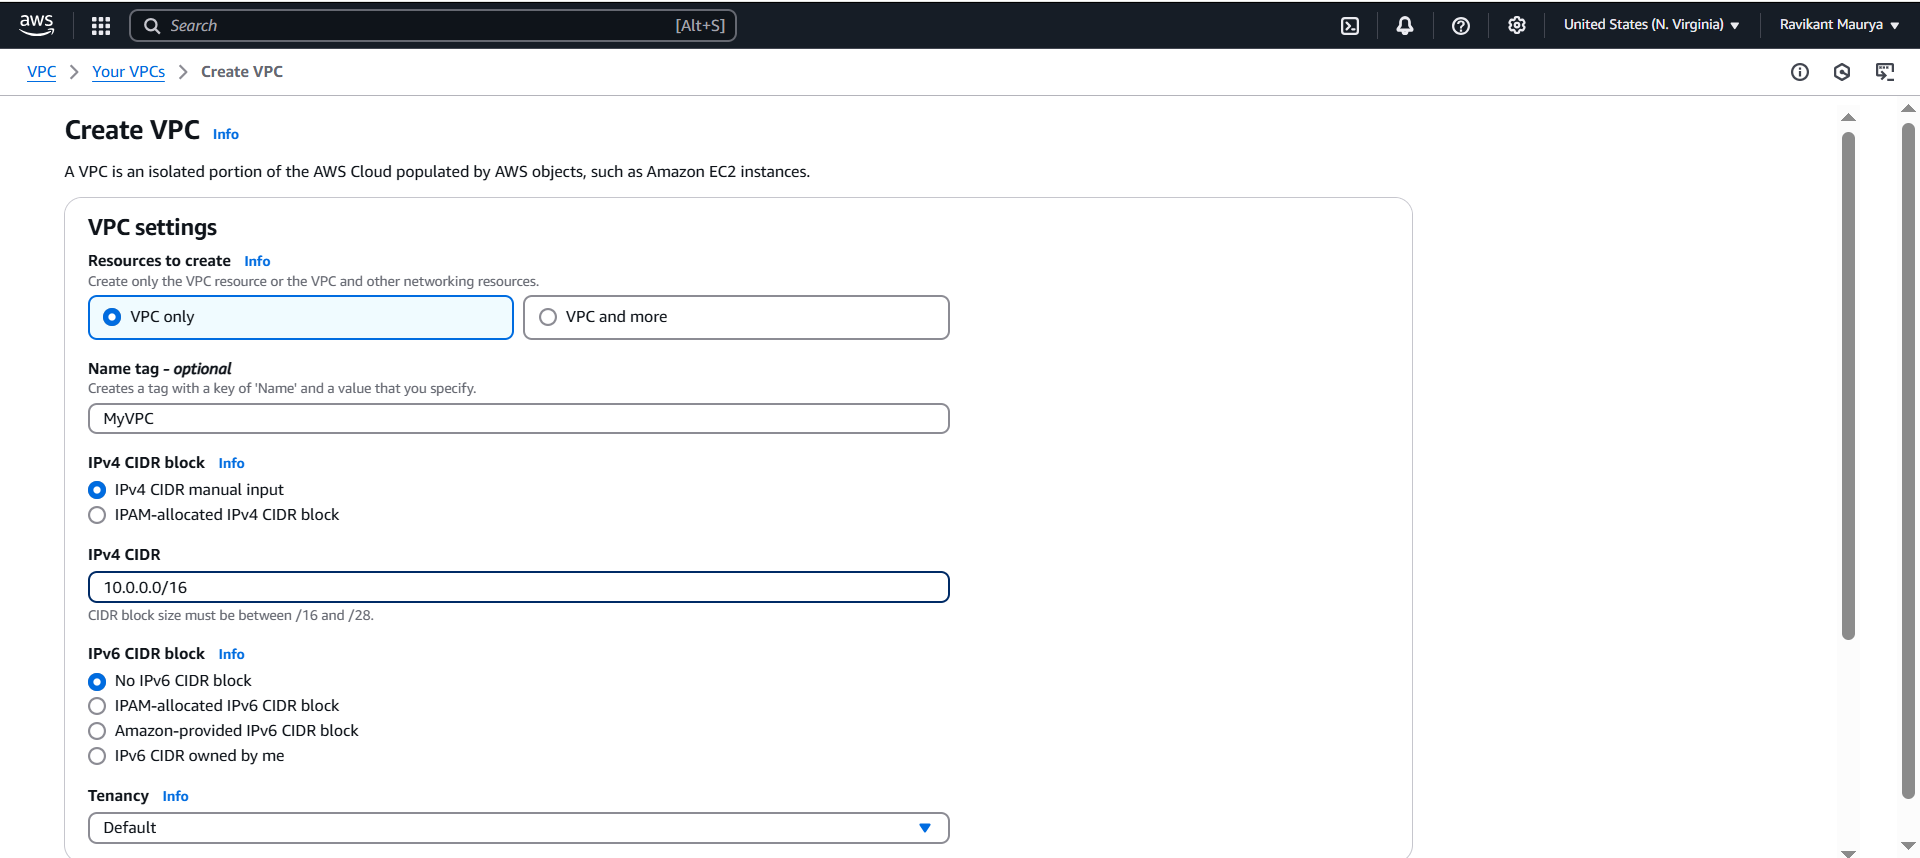 aws
Search [Alt+S]
United States (N. Virginia)
Ravikant Maurya
VPC
Your VPCs
Create VPC
Create VPC Info
A VPC is an isolated portion of the AWS Cloud populated by AWS objects, such as Amazon EC2 instances.
VPC settings
Resources to create Info
Create only the VPC resource or the VPC and other networking resources.
VPC only
VPC and more
Name tag - optional
Creates a tag with a key of 'Name' and a value that you specify.
MyVPC
IPv4 CIDR block Info
IPv4 CIDR manual input
IPAM-allocated IPv4 CIDR block
IPv4 CIDR
10.0.0.0/16
CIDR block size must be between /16 and /28.
IPv6 CIDR block Info
No IPv6 CIDR block
IPAM-allocated IPv6 CIDR block
Amazon-provided IPv6 CIDR block
IPv6 CIDR owned by me
Tenancy Info
Default